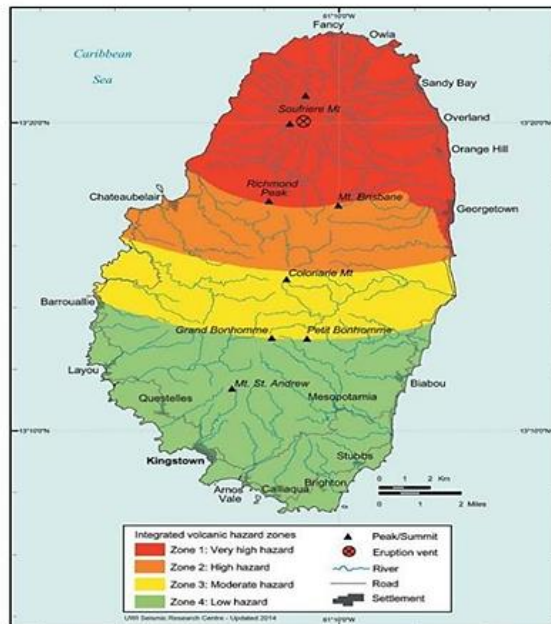 61°10'0"W
Fancy
Owia
Caribbean
Sea
Sandy Bay
Soufriere Mt
Overland
13°20'0"N
13°20'0"N
Orange Hill
Richmond
Peak
Mt. Brisbane
Chateaubelair
Georgetown
Coloniarie Mt
Barrouallie
Grand Bonhomme
Petit Bonhomme
Layou
Mt. St. Andrew
Biabou
Questelles
Mesopotamia
13°10'0"N
13°10'0"N
Kingstown
Stubbs
Arnos
Vale
Calliaqua
Brighton
2 1 0 2 Km
2 Miles
Integrated volcanic hazard zones
Zone 1: Very high hazard
Zone 2: High hazard
Zone 3: Moderate hazard
Zone 4: Low hazard
Peak/Summit
Eruption vent
River
Road
Settlement
UWI Seismic Research Centre - Updated 2014
61°10'0"W